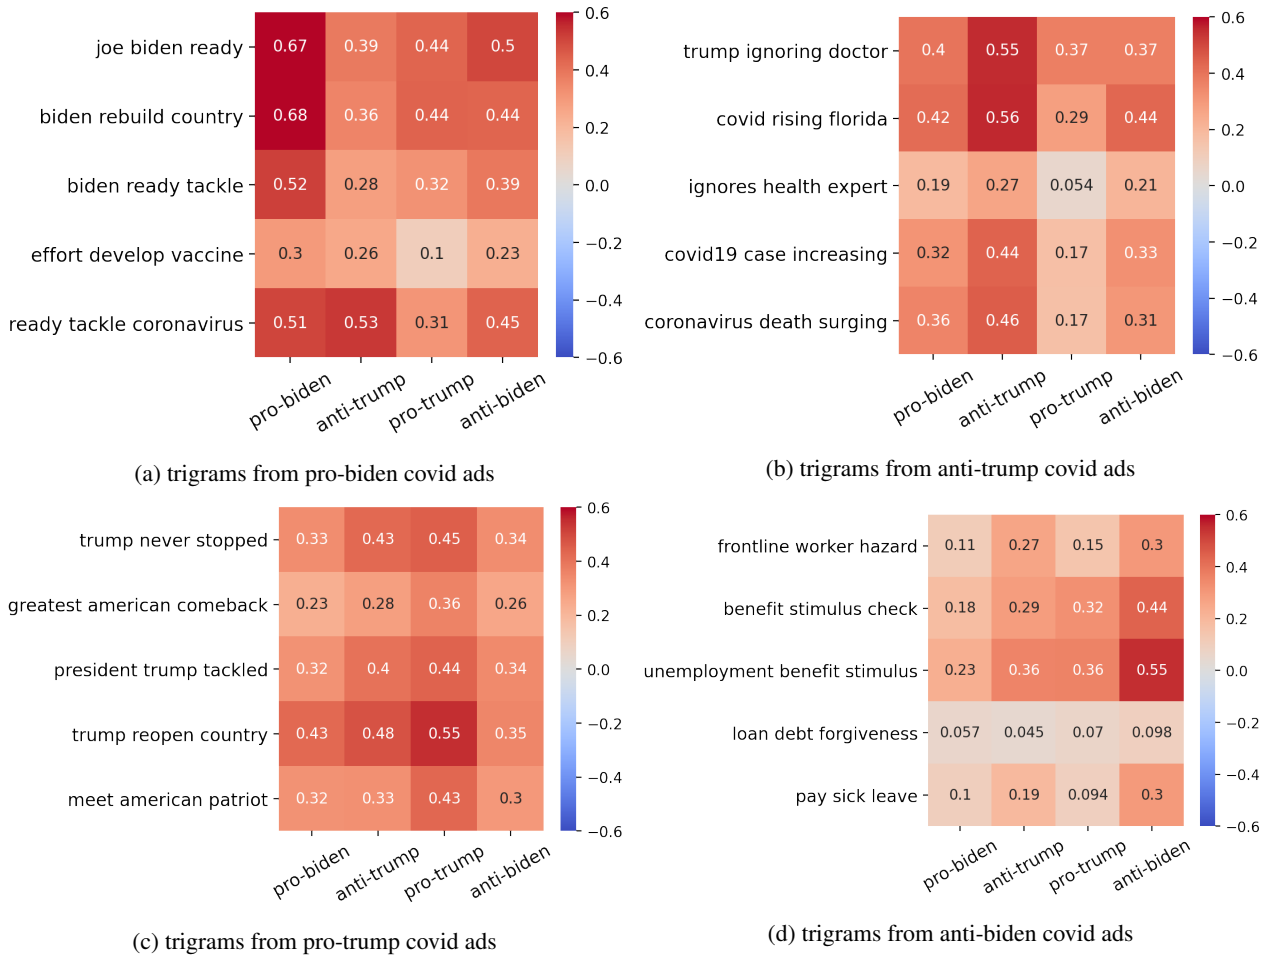 joe biden ready 0.67 0.39 0.44 0.5
biden rebuild country 0.68 0.36 0.44 0.44
biden ready tackle 0.52 0.28 0.32 0.39
effort develop vaccine 0.3 0.26 0.1 0.23
ready tackle coronavirus 0.51 0.53 0.31 0.45
pro-biden anti-trump pro-trump anti-biden
0.6
0.4
0.2
0.0
−0.2
−0.4
−0.6
(a) trigrams from pro-biden covid ads
trump ignoring doctor 0.4 0.55 0.37 0.37
covid rising florida 0.42 0.56 0.29 0.44
ignores health expert 0.19 0.27 0.054 0.21
covid19 case increasing 0.32 0.44 0.17 0.33
coronavirus death surging 0.36 0.46 0.17 0.31
pro-biden anti-trump pro-trump anti-biden
0.6
0.4
0.2
0.0
−0.2
−0.4
−0.6
(b) trigrams from anti-trump covid ads
trump never stopped 0.33 0.43 0.45 0.34
greatest american comeback 0.23 0.28 0.36 0.26
president trump tackled 0.32 0.4 0.44 0.34
trump reopen country 0.43 0.48 0.55 0.35
meet american patriot 0.32 0.33 0.43 0.3
pro-biden anti-trump pro-trump anti-biden
0.6
0.4
0.2
0.0
−0.2
−0.4
−0.6
(c) trigrams from pro-trump covid ads
frontline worker hazard 0.11 0.27 0.15 0.3
benefit stimulus check 0.18 0.29 0.32 0.44
unemployment benefit stimulus 0.23 0.36 0.36 0.55
loan debt forgiveness 0.057 0.045 0.07 0.098
pay sick leave 0.1 0.19 0.094 0.3
pro-biden anti-trump pro-trump anti-biden
0.6
0.4
0.2
0.0
−0.2
−0.4
−0.6
(d) trigrams from anti-biden covid ads